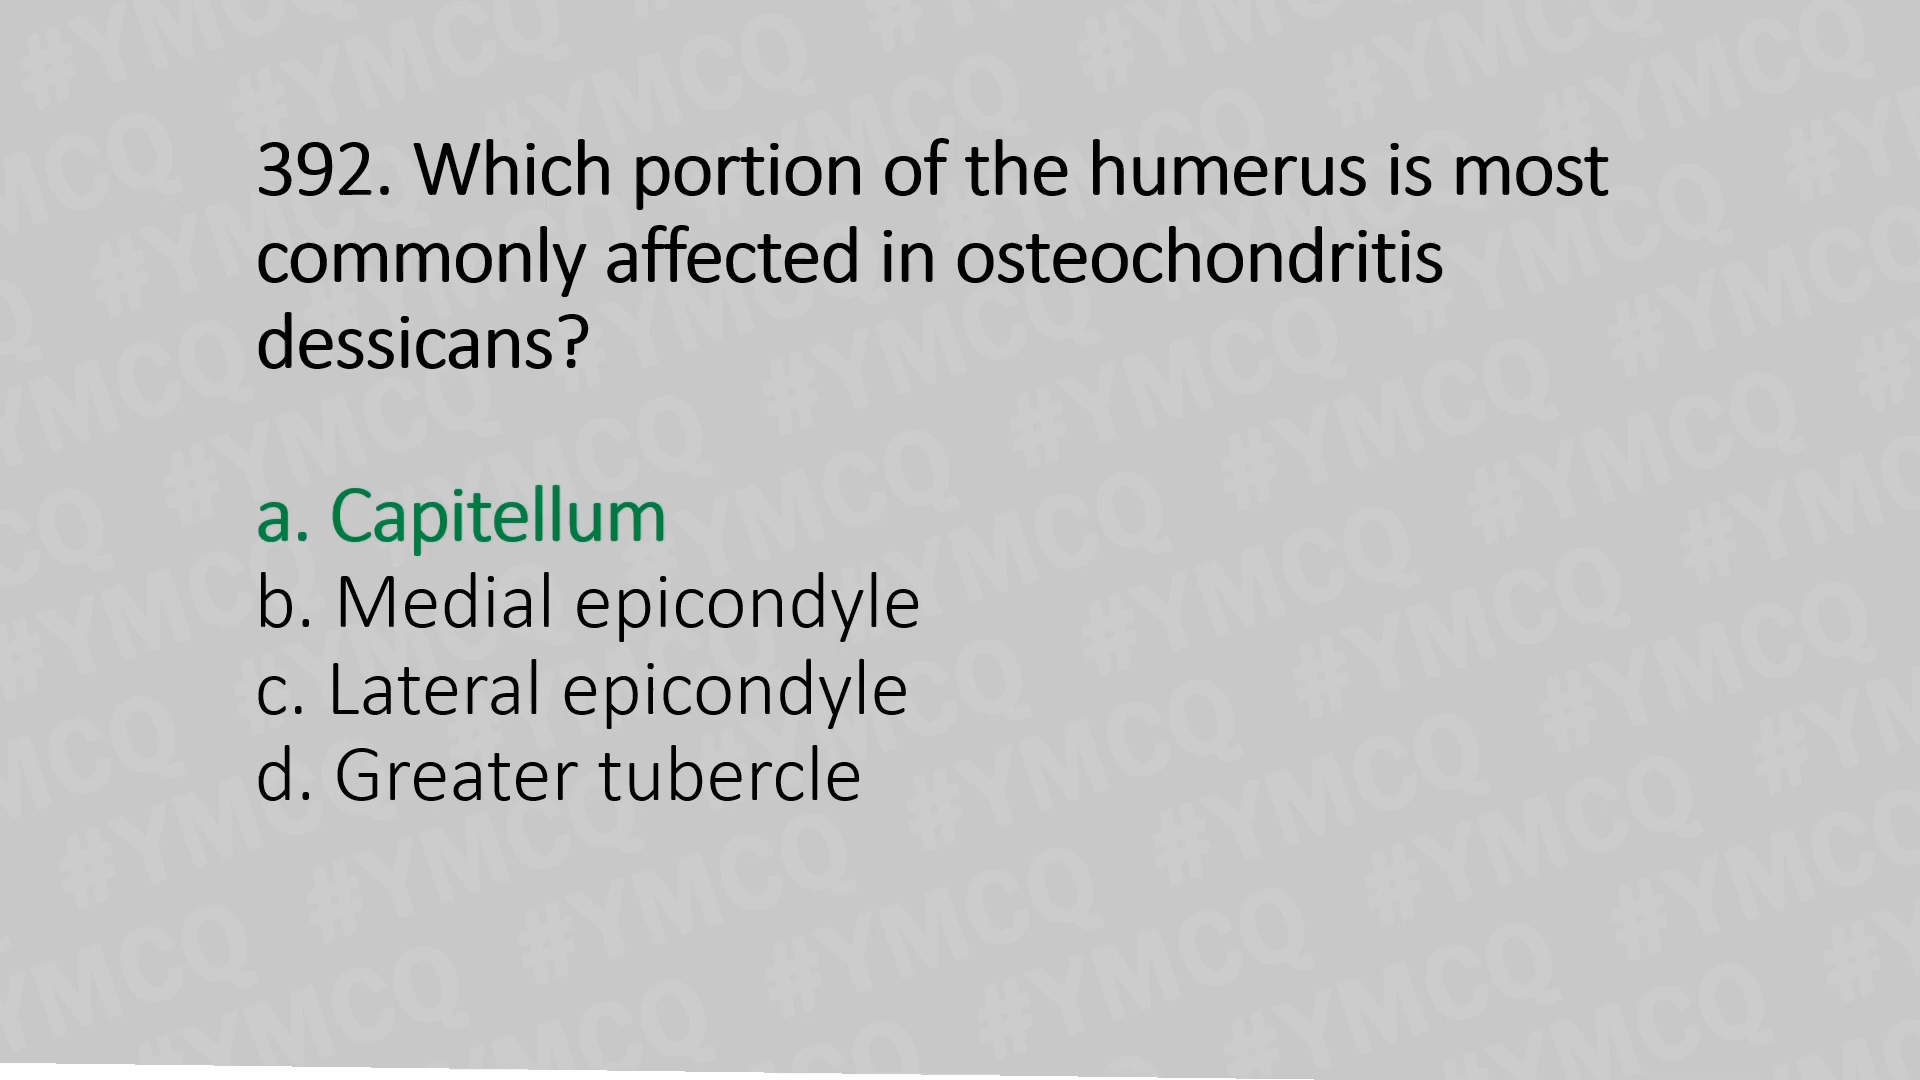 392. Which portion of the humerus is most
commonly affected in osteochondritis
dessicans?
a. Capitellum
b. Medial epicondyle
c. Lateral epicondyle
d. Greater tubercle
#YMCQ